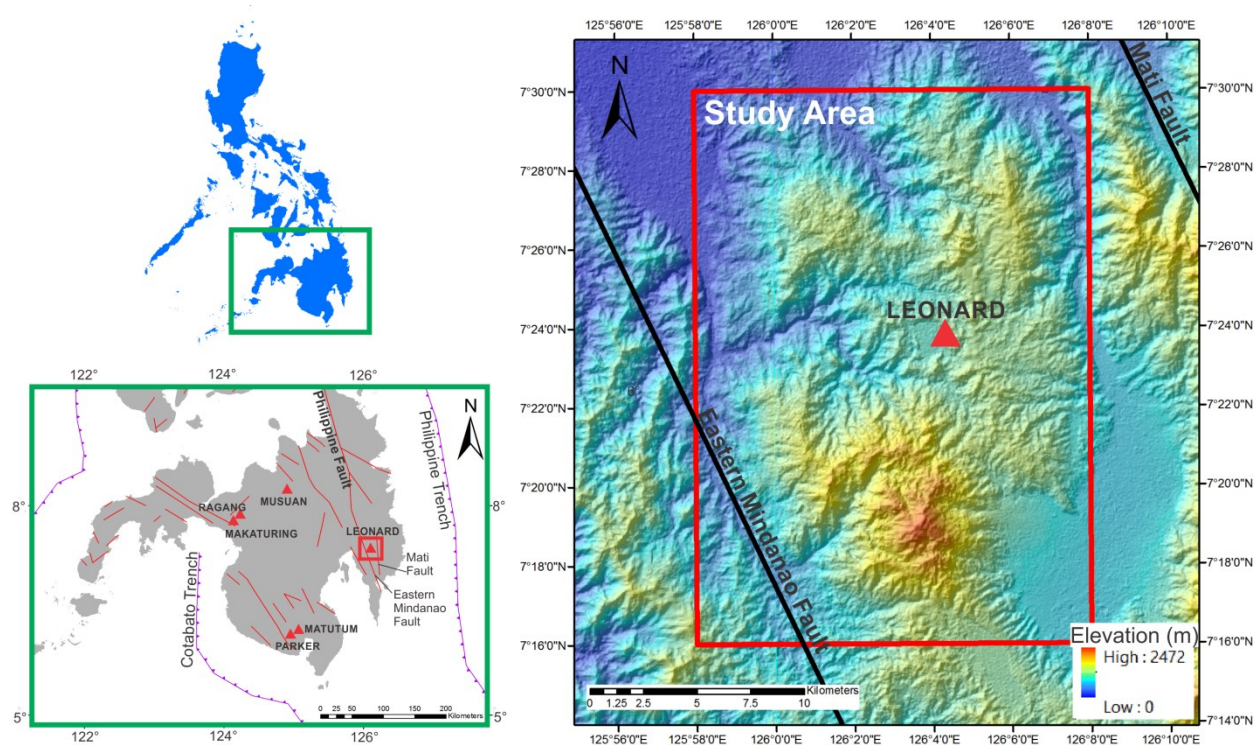 122
124
126
N
Philippine Fault
Philippine Trench
8°
8°
MUSUAN
RAGANG
MAKATURING
LEONARD
Mati
Fault
Eastern
Mindanao
Fault
Cotabato Trench
MATUTUM
PARKER
5°
5°
0 25 50 100 150 200
Kilometers
122
124
126
125°56'0"E 125°58'0"E 126°0'0"E 126°2'0"E 126°4'0"E 126°6'0"E 126°8'0"E 126°10'0"E
N
Study Area
Mati Fault
7°30'0"N 7°30'0"N
7°28'0"N 7°28'0"N
7°26'0"N 7°26'0"N
LEONARD
7°24'0"N 7°24'0"N
7°22'0"N 7°22'0"N
Eastern Mindanao Fault
7°20'0"N 7°20'0"N
7°18'0"N 7°18'0"N
7°16'0"N 7°16'0"N
Elevation (m)
High : 2472
Low : 0
Kilometers
0 1.25 2.5 5 7.5 10
7°14'0"N 7°14'0"N
125°56'0"E 125°58'0"E 126°0'0"E 126°2'0"E 126°4'0"E 126°6'0"E 126°8'0"E 126°10'0"E